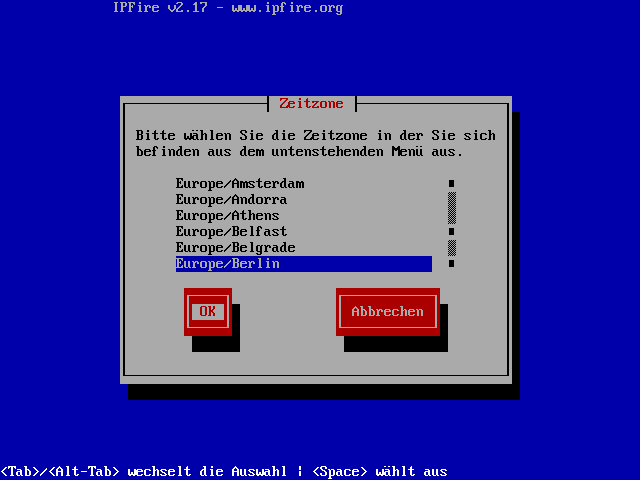 IPFire v2.17 - www.ipfire.org
Zeitzone
Bitte wählen Sie die Zeitzone in der Sie sich
befinden aus dem untenstehenden Menü aus.
Europe/Amsterdam
Europe/Andorra
Europe/Athens
Europe/Belfast
Europe/Belgrade
Europe/Berlin
OK Abbrechen
<Tab>/<Alt-Tab> wechselt die Auswahl | <Space> wählt aus